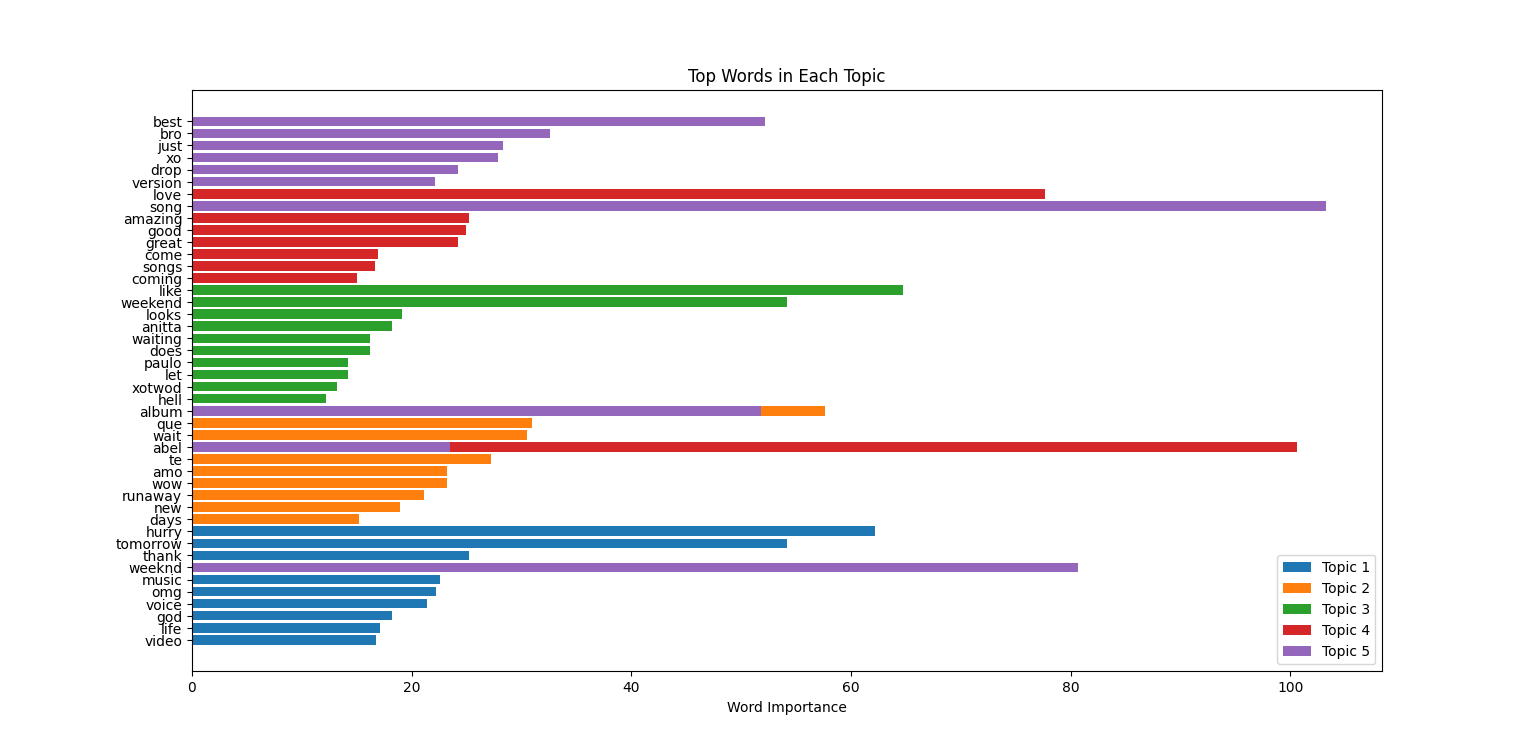 Top Words in Each Topic
best
bro
just
xo
drop
version
love
song
amazing
good
great
come
songs
coming
like
weekend
looks
anitta
waiting
does
paulo
let
xotwod
hell
album
que
wait
abel
te
amo
wow
runaway
new
days
hurry
tomorrow
thank
weeknd
music
omg
voice
god
life
video
Topic 1
Topic 2
Topic 3
Topic 4
Topic 5
0 20 40 60 80 100
Word Importance